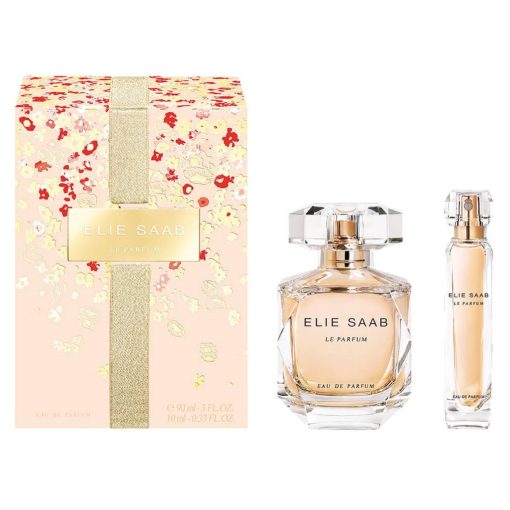 ELIE SAAB
LE PARFUM
EAU DE PARFUM
℮ 90 ml - 3 FL.OZ.
10 ml - 0.33 FL.OZ.
ELIE SAAB
LE PARFUM
EAU DE PARFUM
ELIE SAAB
LE PARFUM
EAU DE PARFUM